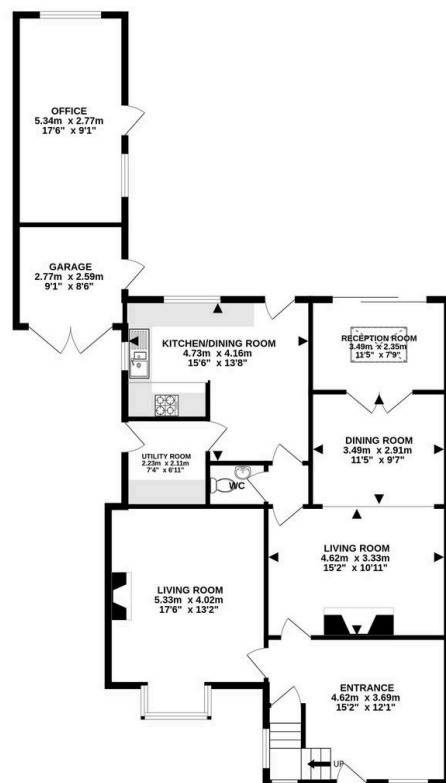 OFFICE
5.34m x 2.77m
17'6" x 9'1"
GARAGE
2.77m x 2.59m
9'1" x 8'6"
KITCHEN/DINING ROOM
4.73m x 4.16m
15'6" x 13'8"
RECEPTION ROOM
3.49m x 2.35m
11'5" x 7'9"
DINING ROOM
3.49m x 2.91m
11'5" x 9'7"
UTILITY ROOM
2.23m x 2.11m
7'4" x 6'11"
WC
LIVING ROOM
4.62m x 3.33m
15'2" x 10'11"
LIVING ROOM
5.33m x 4.02m
17'6" x 13'2"
ENTRANCE
4.62m x 3.69m
15'2" x 12'1"
UP